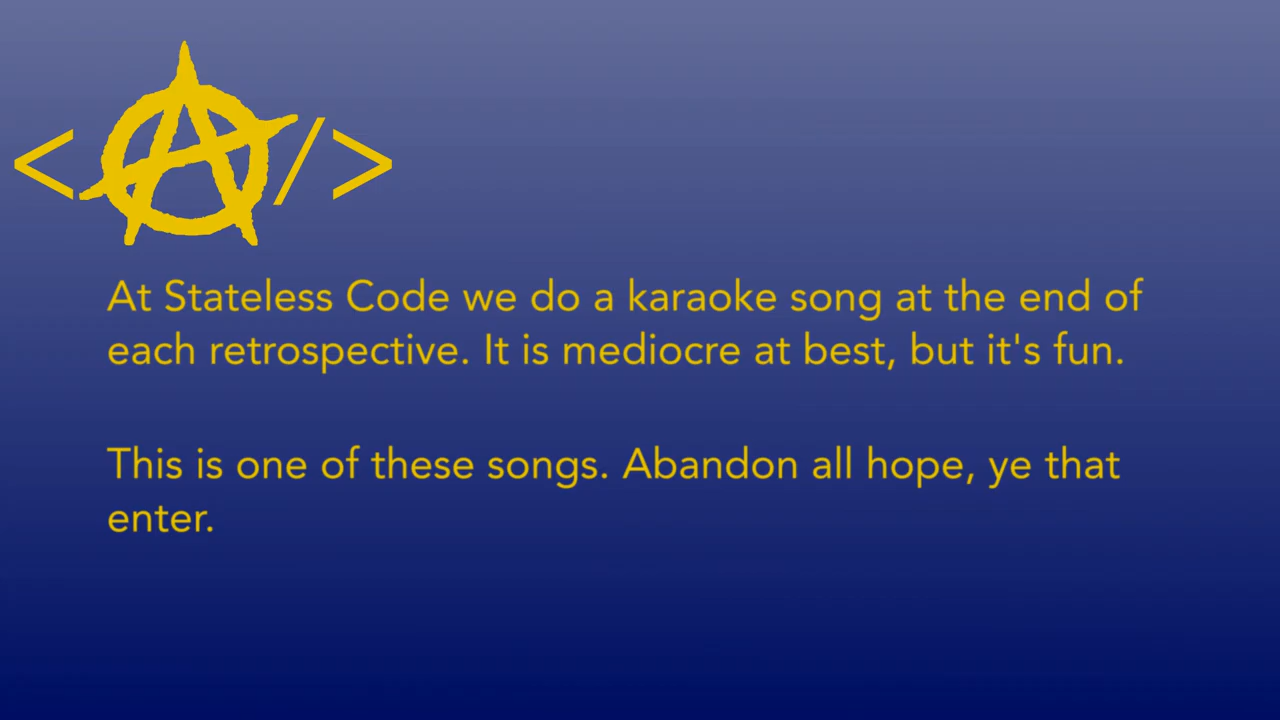 <A/>
At Stateless Code we do a karaoke song at the end of
each retrospective. It is mediocre at best, but it's fun.
This is one of these songs. Abandon all hope, ye that
enter.